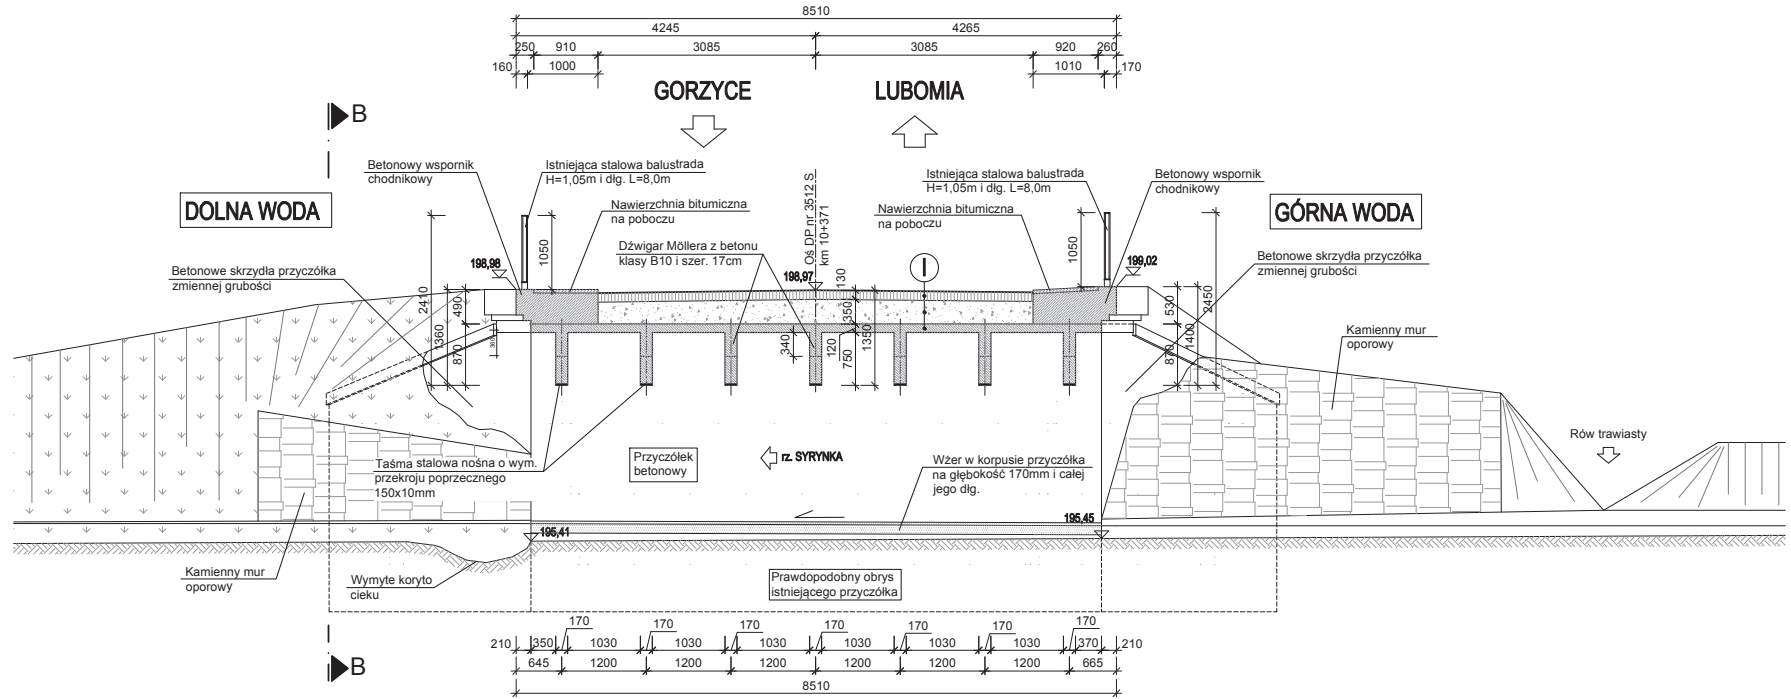 8510
4245 4265
250 910 3085 3085 920 260
160 1000 1010 170
GORZYCE LUBOMIA
B
Betonowy wspornik
chodnikowy
Istniejąca stalowa balustrada
H=1,05m i dłg. L=8,0m
Istniejąca stalowa balustrada
H=1,05m i dłg. L=8,0m
Betonowy wspornik
chodnikowy
DOLNA WODA
GÓRNA WODA
Nawierzchnia bitumiczna
na poboczu
Oś DP nr 3512 S
km 10+371
Nawierzchnia bitumiczna
na poboczu
Dźwigar Möllera z betonu
klasy B10 i szer. 17cm
Betonowe skrzydła przyczółka
zmiennej grubości
Betonowe skrzydła przyczółka
zmiennej grubości
1050
1050
198,98
198,97
199,02
I
130
350
2410
1360
490
870
340
120
750
1350
530
870
1400
2450
Kamienny mur
oporowy
Rów trawiasty
Taśma stalowa nośna o wym.
przekroju poprzecznego
150x10mm
Przyczółek
betonowy
rz. SYRYNKA
Wżer w korpusie przyczółka
na głębokość 170mm i całej
jego dłg.
195,41
195,45
Kamienny mur
oporowy
Wymyte koryto
cieku
Prawdopodobny obrys
istniejącego przyczółka
170 170 170 170 170 170 170
210 350 1030 1030 1030 1030 1030 1030 370 210
B
645 1200 1200 1200 1200 1200 1200 665
8510